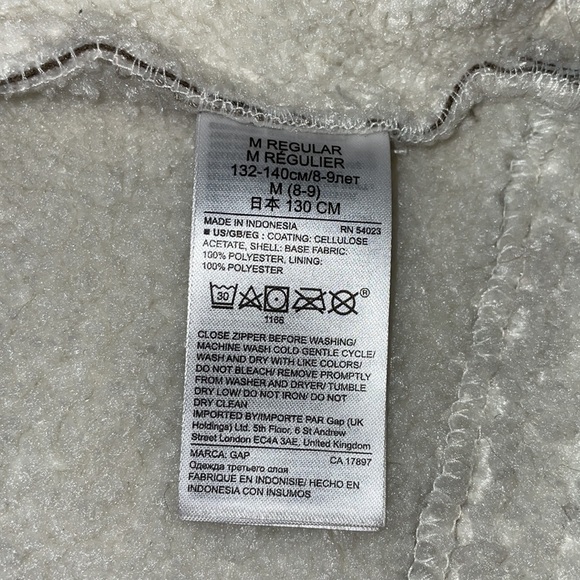 M REGULAR
M RÉGULIER
132-140см/8-9лет
M (8-9)
日本 130 CM
MADE IN INDONESIA RN 54023
■ US/GB/EG : COATING: CELLULOSE
ACETATE, SHELL: BASE FABRIC:
100% POLYESTER, LINING:
100% POLYESTER
30 ®
1166
CLOSE ZIPPER BEFORE WASHING/
MACHINE WASH COLD GENTLE CYCLE/
WASH AND DRY WITH LIKE COLORS/
DO NOT BLEACH/ REMOVE PROMPTLY
FROM WASHER AND DRYER/ TUMBLE
DRY LOW/ DO NOT IRON/ DO NOT
DRY CLEAN
IMPORTED BY/IMPORTE PAR Gap (UK
Holdings) Ltd. 5th Floor, 6 St Andrew
Street London EC4A 3AE, United Kingdom
MARCA: GAP CA 17897
Одежда третьего слоя
FABRIQUE EN INDONISIE/ HECHO EN
INDONESIA CON INSUMOS